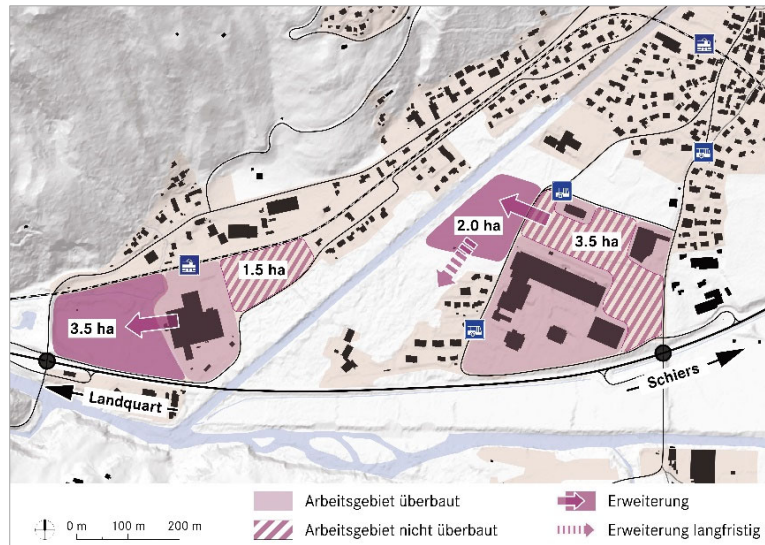 2.0 ha
3.5 ha
1.5 ha
3.5 ha
Landquart
Schiers
0 m 100 m 200 m
Arbeitsgebiet überbaut
Erweiterung
Arbeitsgebiet nicht überbaut
Erweiterung langfristig